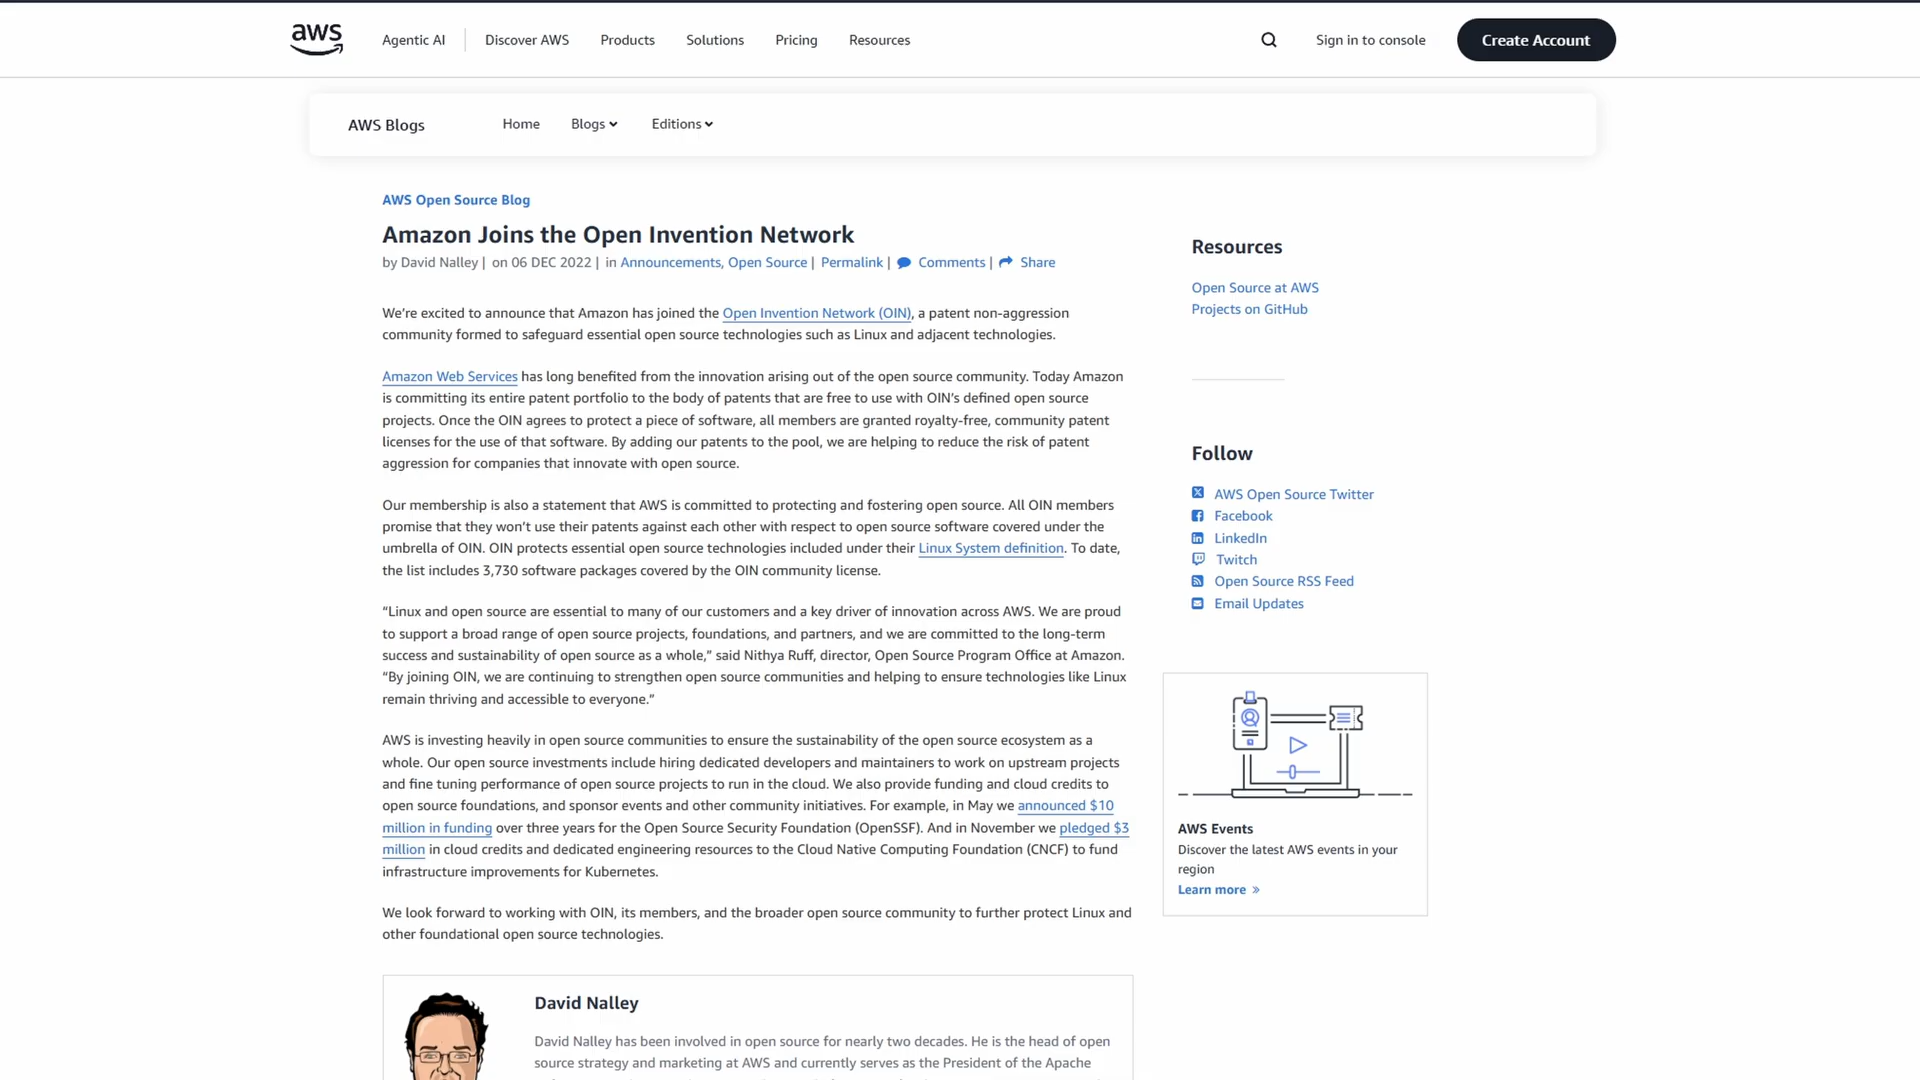 aws
Agentic AI
Discover AWS
Products
Solutions
Pricing
Resources
Sign in to console
Create Account
AWS Blogs
Home
Blogs
Editions
AWS Open Source Blog
Amazon Joins the Open Invention Network
by David Nalley | on 06 DEC 2022 | in Announcements, Open Source | Permalink | Comments | Share
We’re excited to announce that Amazon has joined the Open Invention Network (OIN), a patent non-aggression
community formed to safeguard essential open source technologies such as Linux and adjacent technologies.
Amazon Web Services has long benefited from the innovation arising out of the open source community. Today Amazon
is committing its entire patent portfolio to the body of patents that are free to use with OIN’s defined open source
projects. Once the OIN agrees to protect a piece of software, all members are granted royalty-free, community patent
licenses for the use of that software. By adding our patents to the pool, we are helping to reduce the risk of patent
aggression for companies that innovate with open source.
Our membership is also a statement that AWS is committed to protecting and fostering open source. All OIN members
promise that they won’t use their patents against each other with respect to open source software covered under the
umbrella of OIN. OIN protects essential open source technologies included under their Linux System definition. To date,
the list includes 3,730 software packages covered by the OIN community license.
“Linux and open source are essential to many of our customers and a key driver of innovation across AWS. We are proud
to support a broad range of open source projects, foundations, and partners, and we are committed to the long-term
success and sustainability of open source as a whole,” said Nithya Ruff, director, Open Source Program Office at Amazon.
“By joining OIN, we are continuing to strengthen open source communities and helping to ensure technologies like Linux
remain thriving and accessible to everyone.”
AWS is investing heavily in open source communities to ensure the sustainability of the open source ecosystem as a
whole. Our open source investments include hiring dedicated developers and maintainers to work on upstream projects
and fine tuning performance of open source projects to run in the cloud. We also provide funding and cloud credits to
open source foundations, and sponsor events and other community initiatives. For example, in May we announced $10
million in funding over three years for the Open Source Security Foundation (OpenSSF). And in November we pledged $3
million in cloud credits and dedicated engineering resources to the Cloud Native Computing Foundation (CNCF) to fund
infrastructure improvements for Kubernetes.
We look forward to working with OIN, its members, and the broader open source community to further protect Linux and
other foundational open source technologies.
David Nalley
David Nalley has been involved in open source for nearly two decades. He is the head of open
source strategy and marketing at AWS and currently serves as the President of the Apache
Resources
Open Source at AWS
Projects on GitHub
Follow
AWS Open Source Twitter
Facebook
LinkedIn
Twitch
Open Source RSS Feed
Email Updates
AWS Events
Discover the latest AWS events in your
region
Learn more »